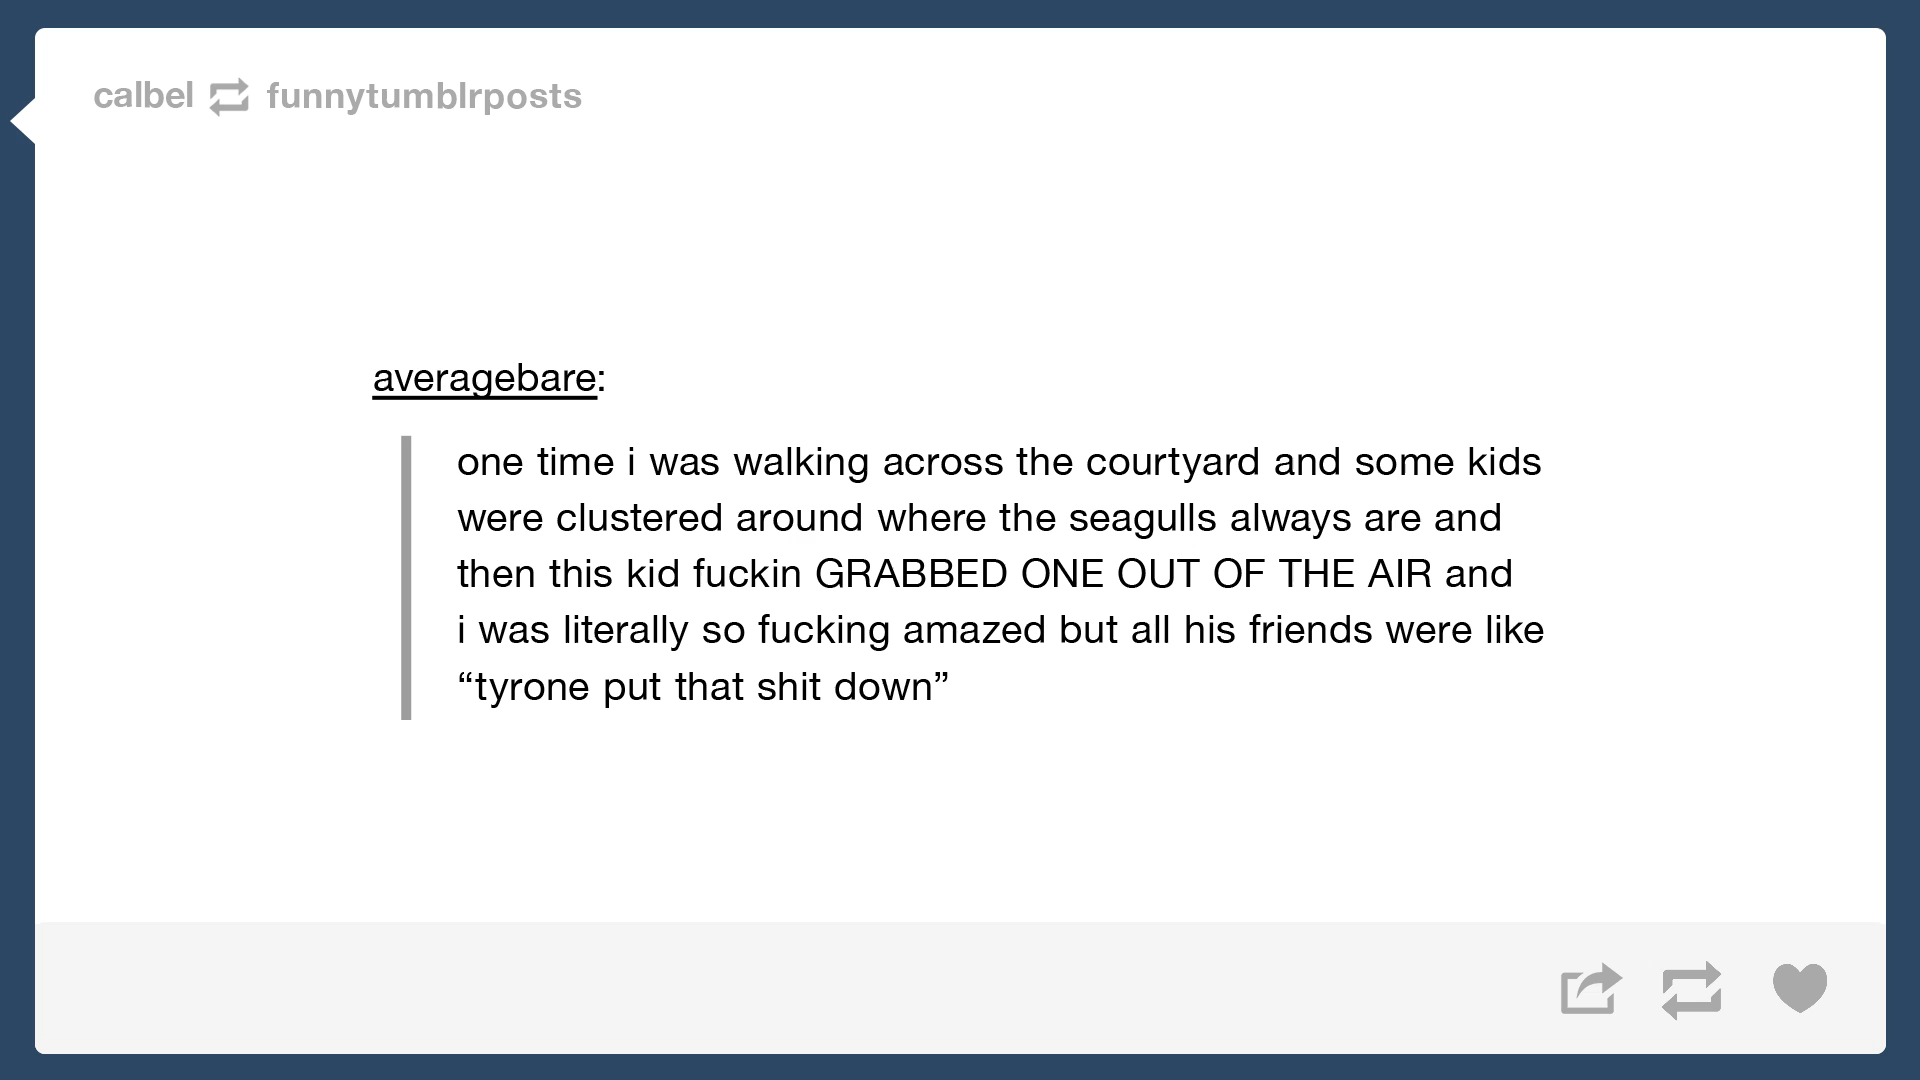 calbel funnytumblrposts
averagebare:
one time i was walking across the courtyard and some kids
were clustered around where the seagulls always are and
then this kid fuckin GRABBED ONE OUT OF THE AIR and
i was literally so fucking amazed but all his friends were like
“tyrone put that shit down”